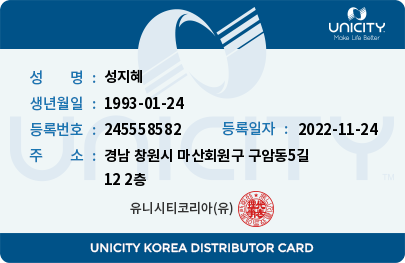 UNICITY
Make Life Better
성 명 : 성지혜
생년월일 : 1993-01-24
등록번호 : 245558582 등록일자 : 2022-11-24
주 소 : 경남 창원시 마산회원구 구암동5길
12 2층
UNICITY TM
유니시티코리아(유)
UNICITY KOREA DISTRIBUTOR CARD